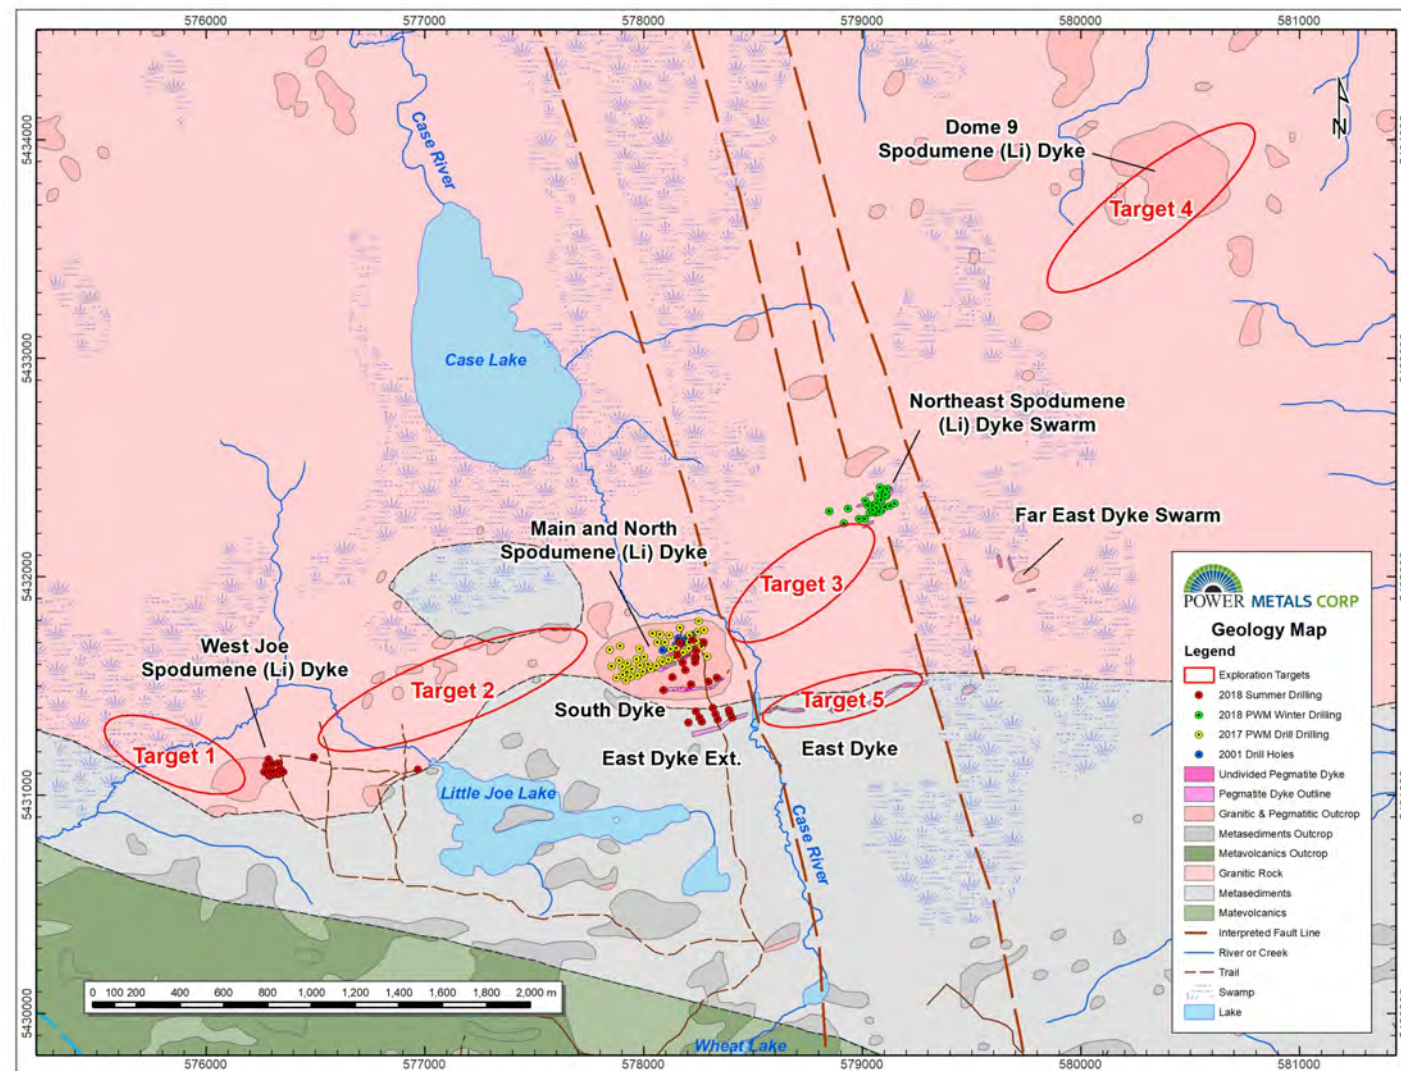 576000 577000 578000 579000 580000 581000
5434000
5433000
5432000
5431000
5430000
N
Case River
Dome 9
Spodumene (Li) Dyke
Target 4
Case Lake
Northeast Spodumene
(Li) Dyke Swarm
Main and North
Spodumene (Li) Dyke
Far East Dyke Swarm
Target 3
West Joe
Spodumene (Li) Dyke
Target 2
Target 5
South Dyke
Target 1
East Dyke Ext.
East Dyke
Little Joe Lake
Case River
Wheat Lake
0 100 200 400 600 800 1,000 1,200 1,400 1,600 1,800 2,000 m
POWER METALS CORP
Geology Map
Legend
Exploration Targets
2018 Summer Drilling
2018 PWM Winter Drilling
2017 PWM Drill Drilling
2001 Drill Holes
Undivided Pegmatite Dyke
Pegmatite Dyke Outline
Granitic & Pegmatitic Outcrop
Metasediments Outcrop
Metavolcanics Outcrop
Granitic Rock
Metasediments
Matevolcanics
Interpreted Fault Line
River or Creek
Trail
Swamp
Lake
576000 577000 578000 579000 580000 581000